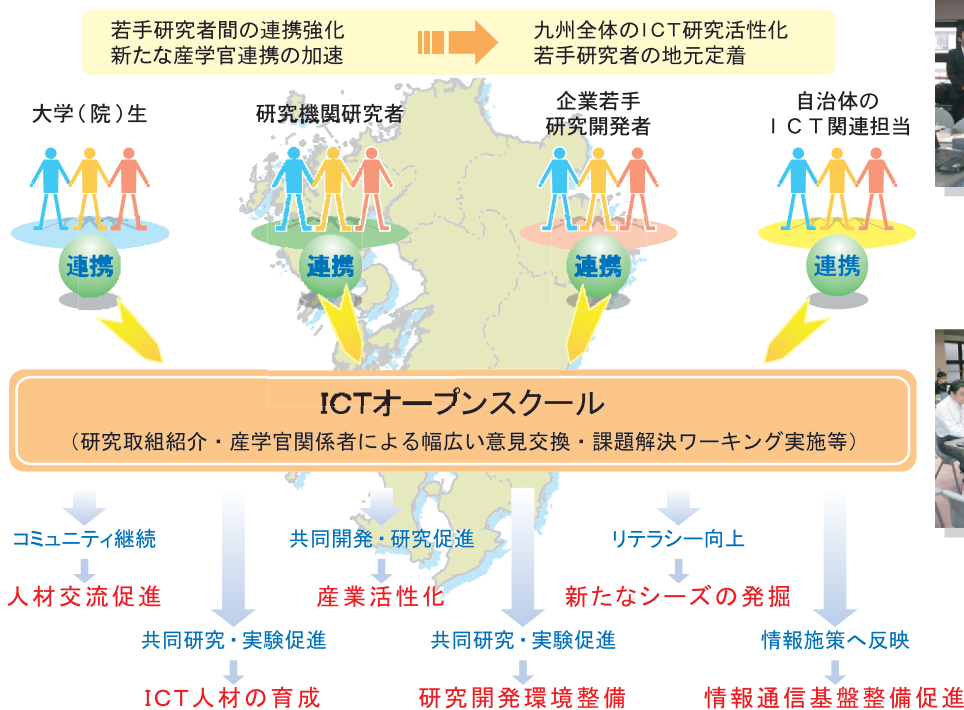 若手研究者間の連携強化
新たな産学官連携の加速
九州全体のICT研究活性化
若手研究者の地元定着
大学(院)生
研究機関研究者
企業若手
研究開発者
自治体の
ICT関連担当
連携
連携
連携
連携
ICTオープンスクール
(研究取組紹介・産学官関係者による幅広い意見交換・課題解決ワーキング実施等)
コミュニティ継続
人材交流促進
共同開発・研究促進
産業活性化
リテラシー向上
新たなシーズの発掘
共同研究・実験促進
ICT人材の育成
共同研究・実験促進
研究開発環境整備
情報施策へ反映
情報通信基盤整備促進